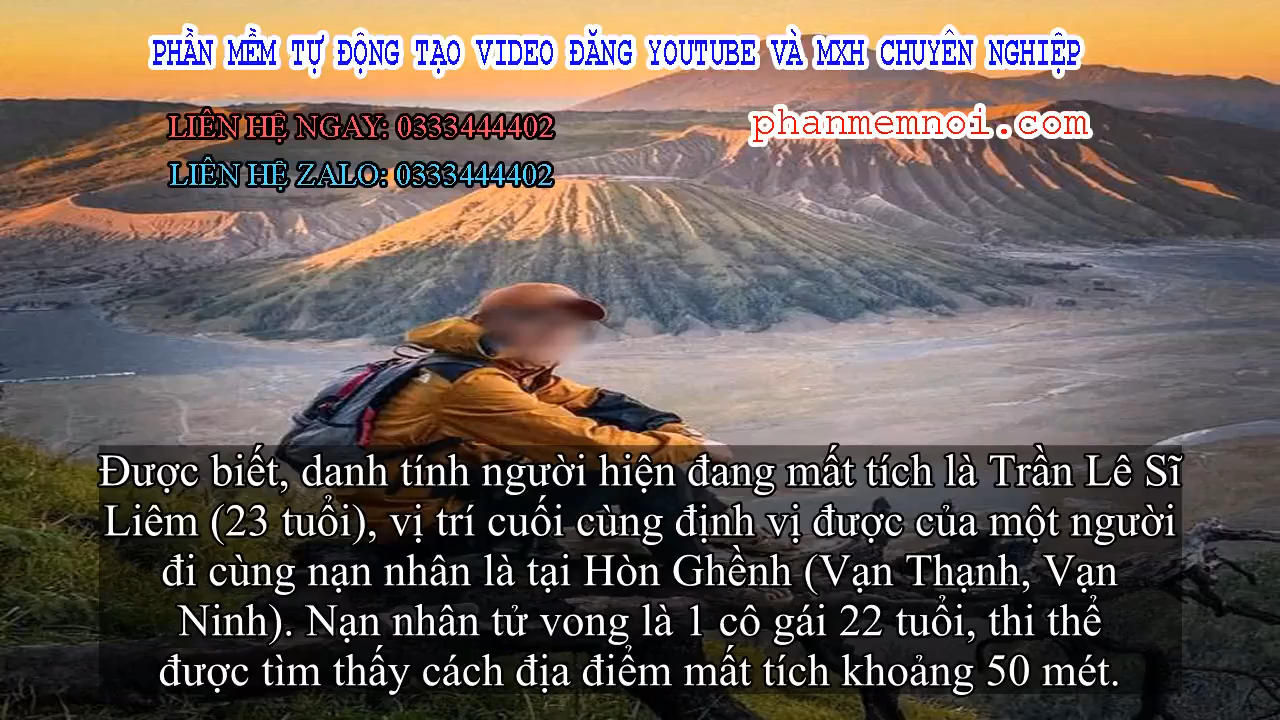 PHẦN MỀM TỰ ĐỘNG TẠO VIDEO ĐĂNG YOUTUBE VÀ MXH CHUYÊN NGHIỆP
LIÊN HỆ NGAY: 0333444402
phanmemnoi.com
LIÊN HỆ ZALO: 0333444402
Được biết, danh tính người hiện đang mất tích là Trần Lê Sĩ
Liêm (23 tuổi), vị trí cuối cùng định vị được của một người
đi cùng nạn nhân là tại Hòn Ghềnh (Vạn Thạnh, Vạn
Ninh). Nạn nhân tử vong là 1 cô gái 22 tuổi, thi thể
được tìm thấy cách địa điểm mất tích khoảng 50 mét.